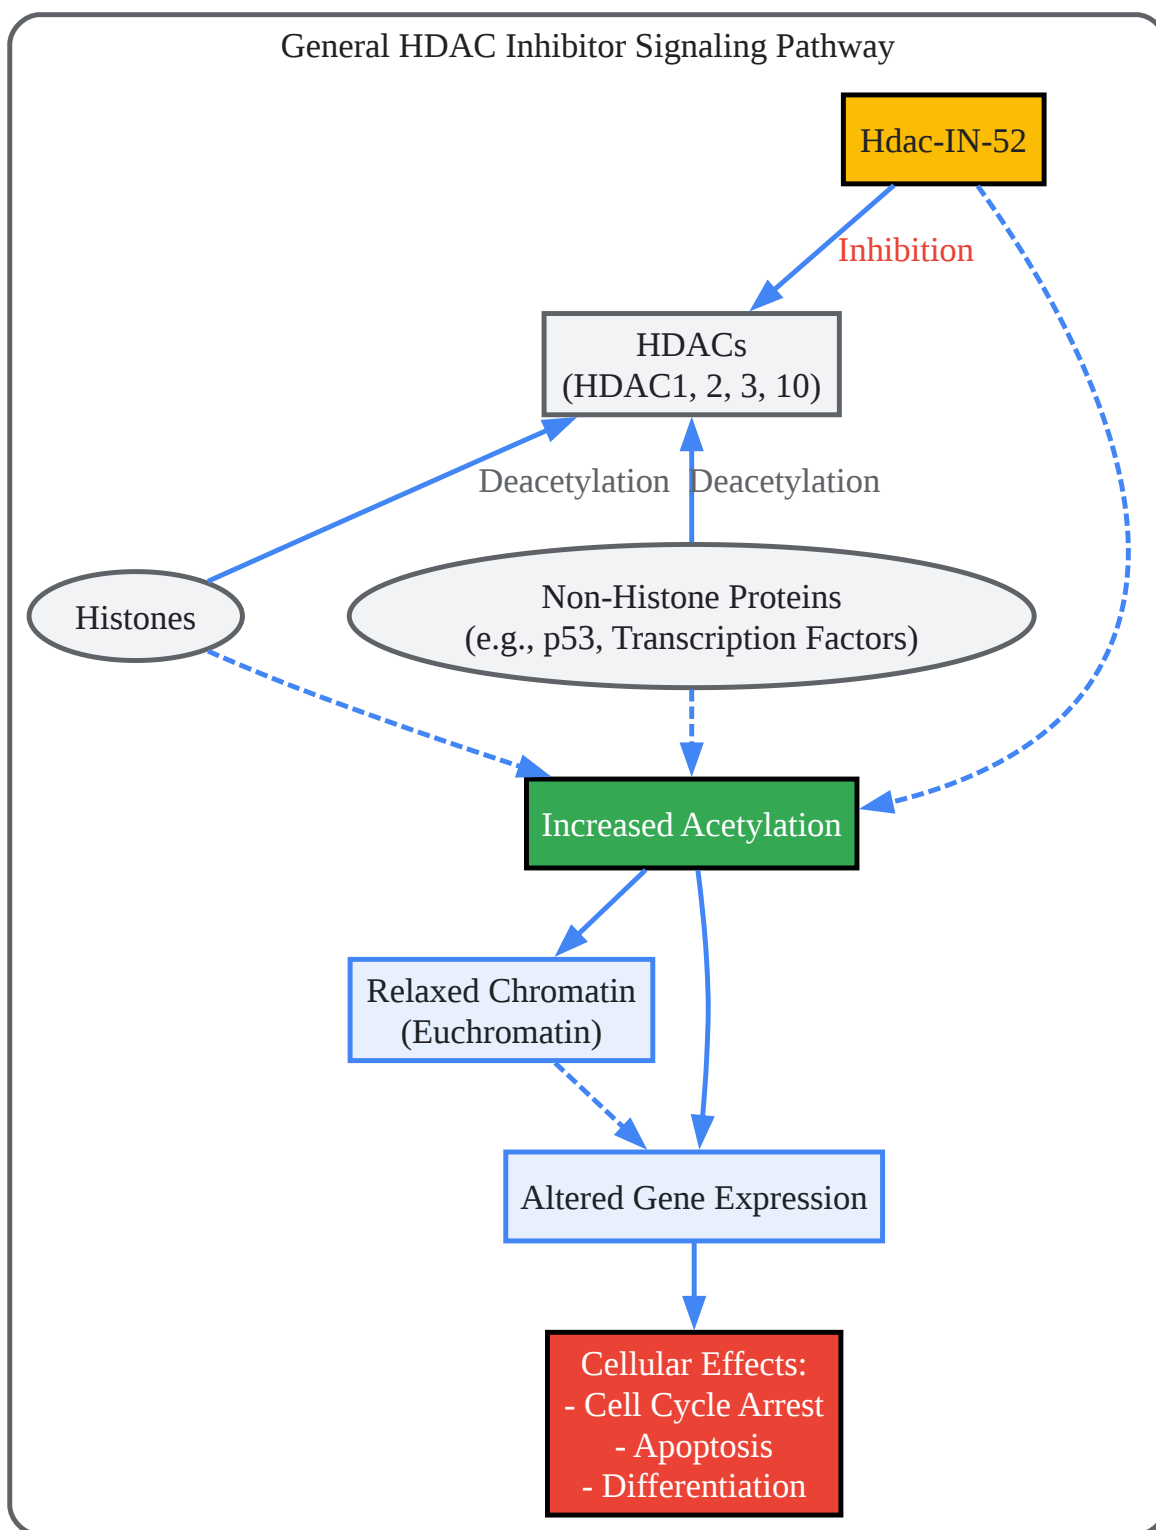 General HDAC Inhibitor Signaling Pathway
Hdac-IN-52
Inhibition
HDACs
(HDAC1, 2, 3, 10)
Deacetylation
Deacetylation
Histones
Non-Histone Proteins
(e.g., p53, Transcription Factors)
Increased Acetylation
Relaxed Chromatin
(Euchromatin)
Altered Gene Expression
Cellular Effects:
- Cell Cycle Arrest
- Apoptosis
- Differentiation